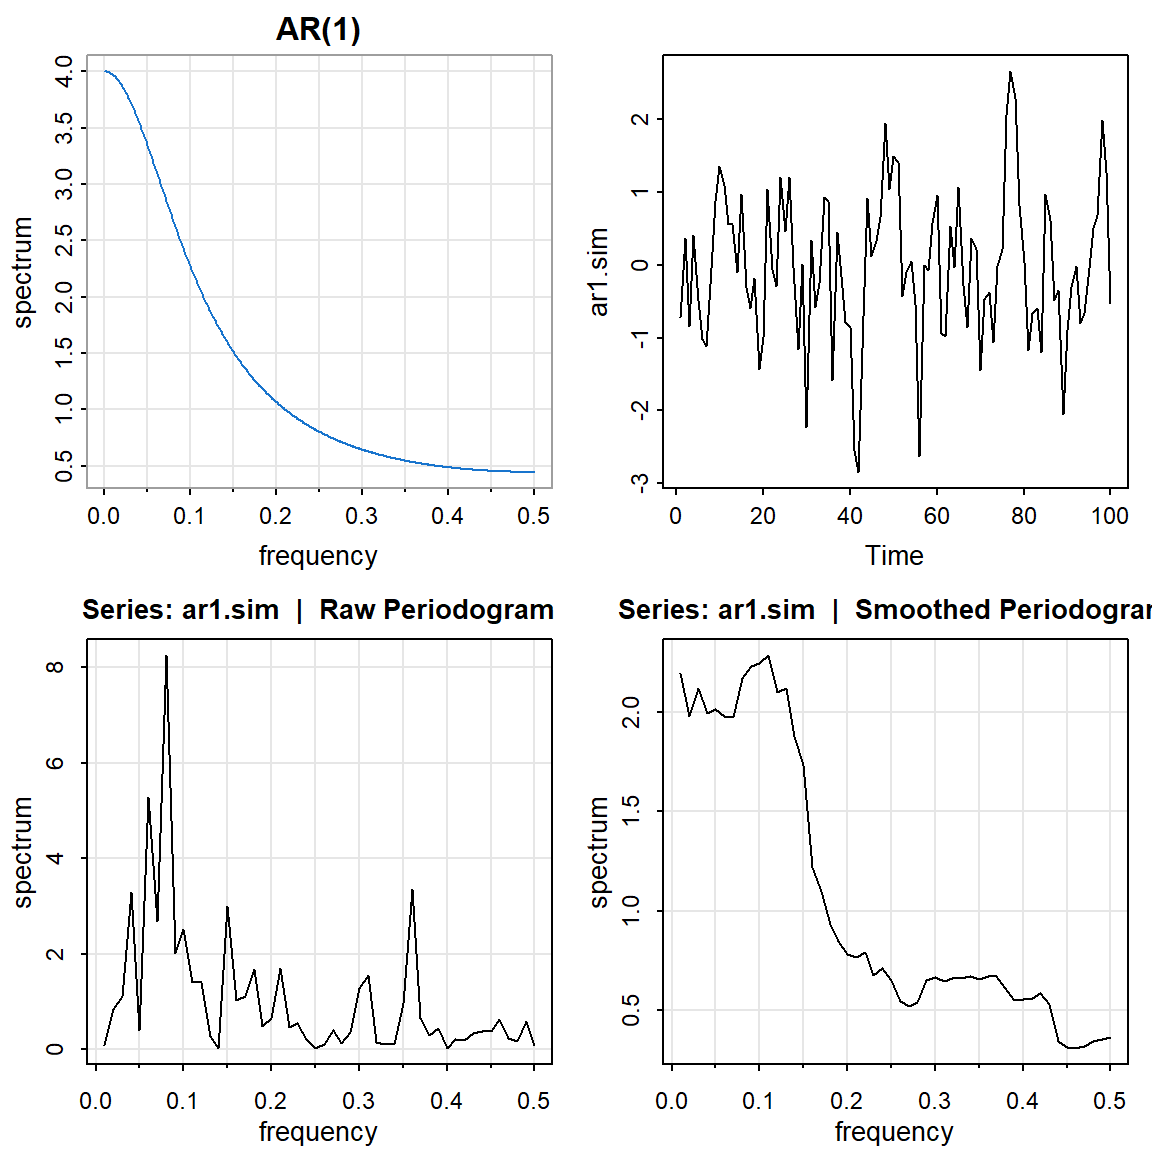 AR(1)
spectrum
4.0
3.5
3.0
2.5
2.0
1.5
1.0
0.5
0.0 0.1 0.2 0.3 0.4 0.5
frequency
ar1.sim
2
1
0
-1
-2
-3
0 20 40 60 80 100
Time
Series: ar1.sim | Raw Periodogram
spectrum
8
6
4
2
0
0.0 0.1 0.2 0.3 0.4 0.5
frequency
Series: ar1.sim | Smoothed Periodogra
spectrum
2.0
1.5
1.0
0.5
0.0 0.1 0.2 0.3 0.4 0.5
frequency